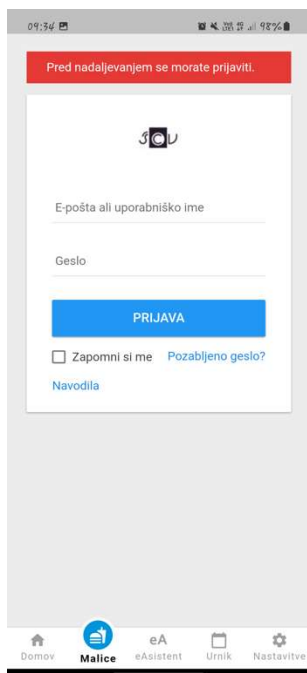 09:34 98%
Pred nadaljevanjem se morate prijaviti.
ŠCV
E-pošta ali uporabniško ime
Geslo
PRIJAVA
Zapomni si me Pozabljeno geslo?
Navodila
eA
Domov Malice eAsistent Urnik Nastavitve